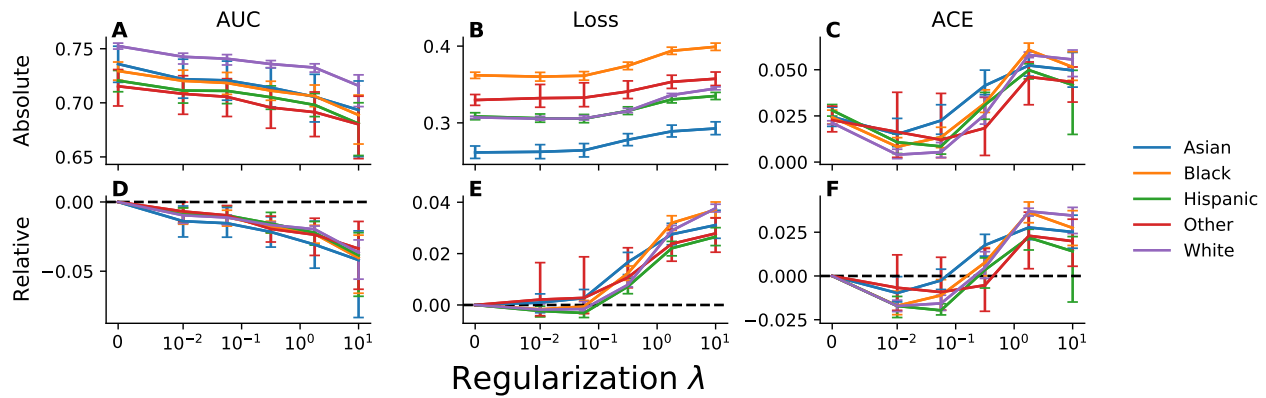 AUC
Loss
ACE
Absolute
A
0.75
0.70
0.65
B
0.4
0.3
C
0.050
0.025
0.000
Relative
D
0.00
−0.05
E
0.04
0.02
0.00
F
0.025
0.000
−0.025
0 10⁻² 10⁻¹ 10⁰ 10¹
0 10⁻² 10⁻¹ 10⁰ 10¹
0 10⁻² 10⁻¹ 10⁰ 10¹
Regularization λ
Asian
Black
Hispanic
Other
White